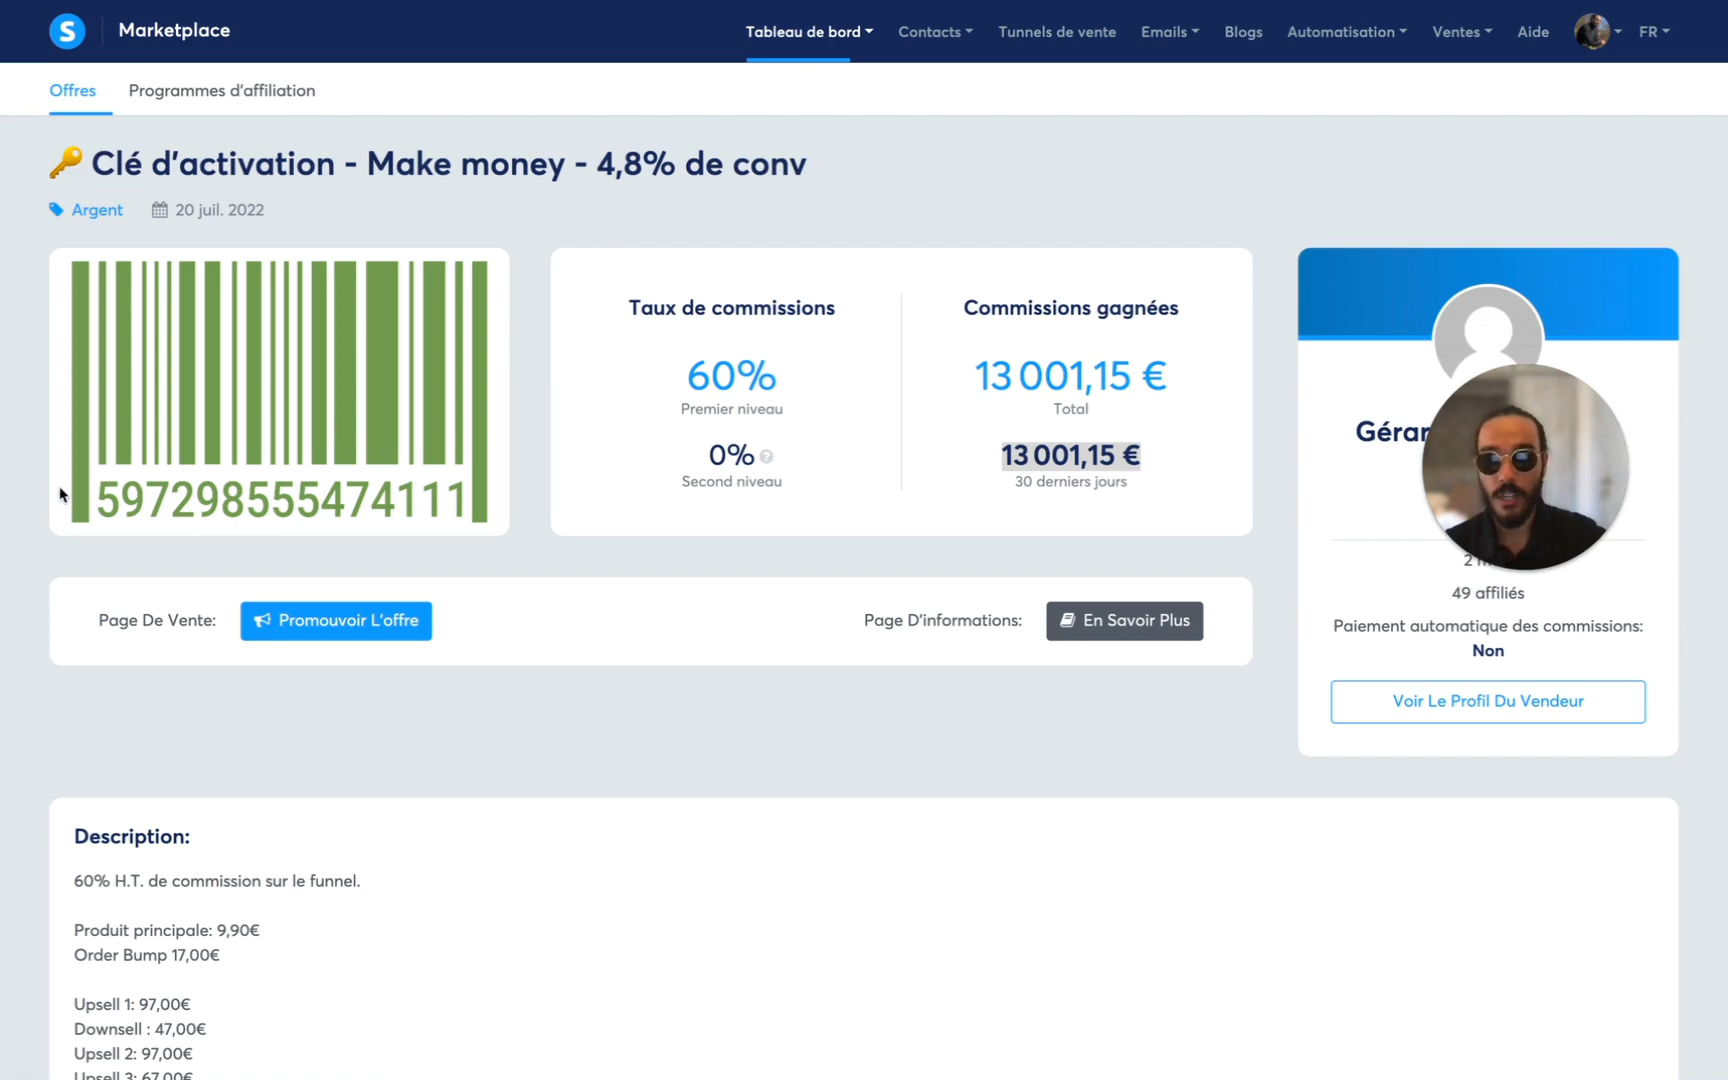 S
Marketplace
Tableau de bord
Contacts
Tunnels de vente
Emails
Blogs
Automatisation
Ventes
Aide
FR
Offres
Programmes d'affiliation
Clé d'activation - Make money - 4,8% de conv
Argent
20 juil. 2022
597298555474111
Taux de commissions
60%
Premier niveau
0% ?
Second niveau
Commissions gagnées
13 001,15 €
Total
13 001,15 €
30 derniers jours
49 affiliés
Paiement automatique des commissions:
Non
Voir Le Profil Du Vendeur
Page De Vente:
Promouvoir L'offre
Page D'informations:
En Savoir Plus
Description:
60% H.T. de commission sur le funnel.
Produit principale: 9,90€
Order Bump 17,00€
Upsell 1: 97,00€
Downsell : 47,00€
Upsell 2: 97,00€
Upsell 3: 67,00€